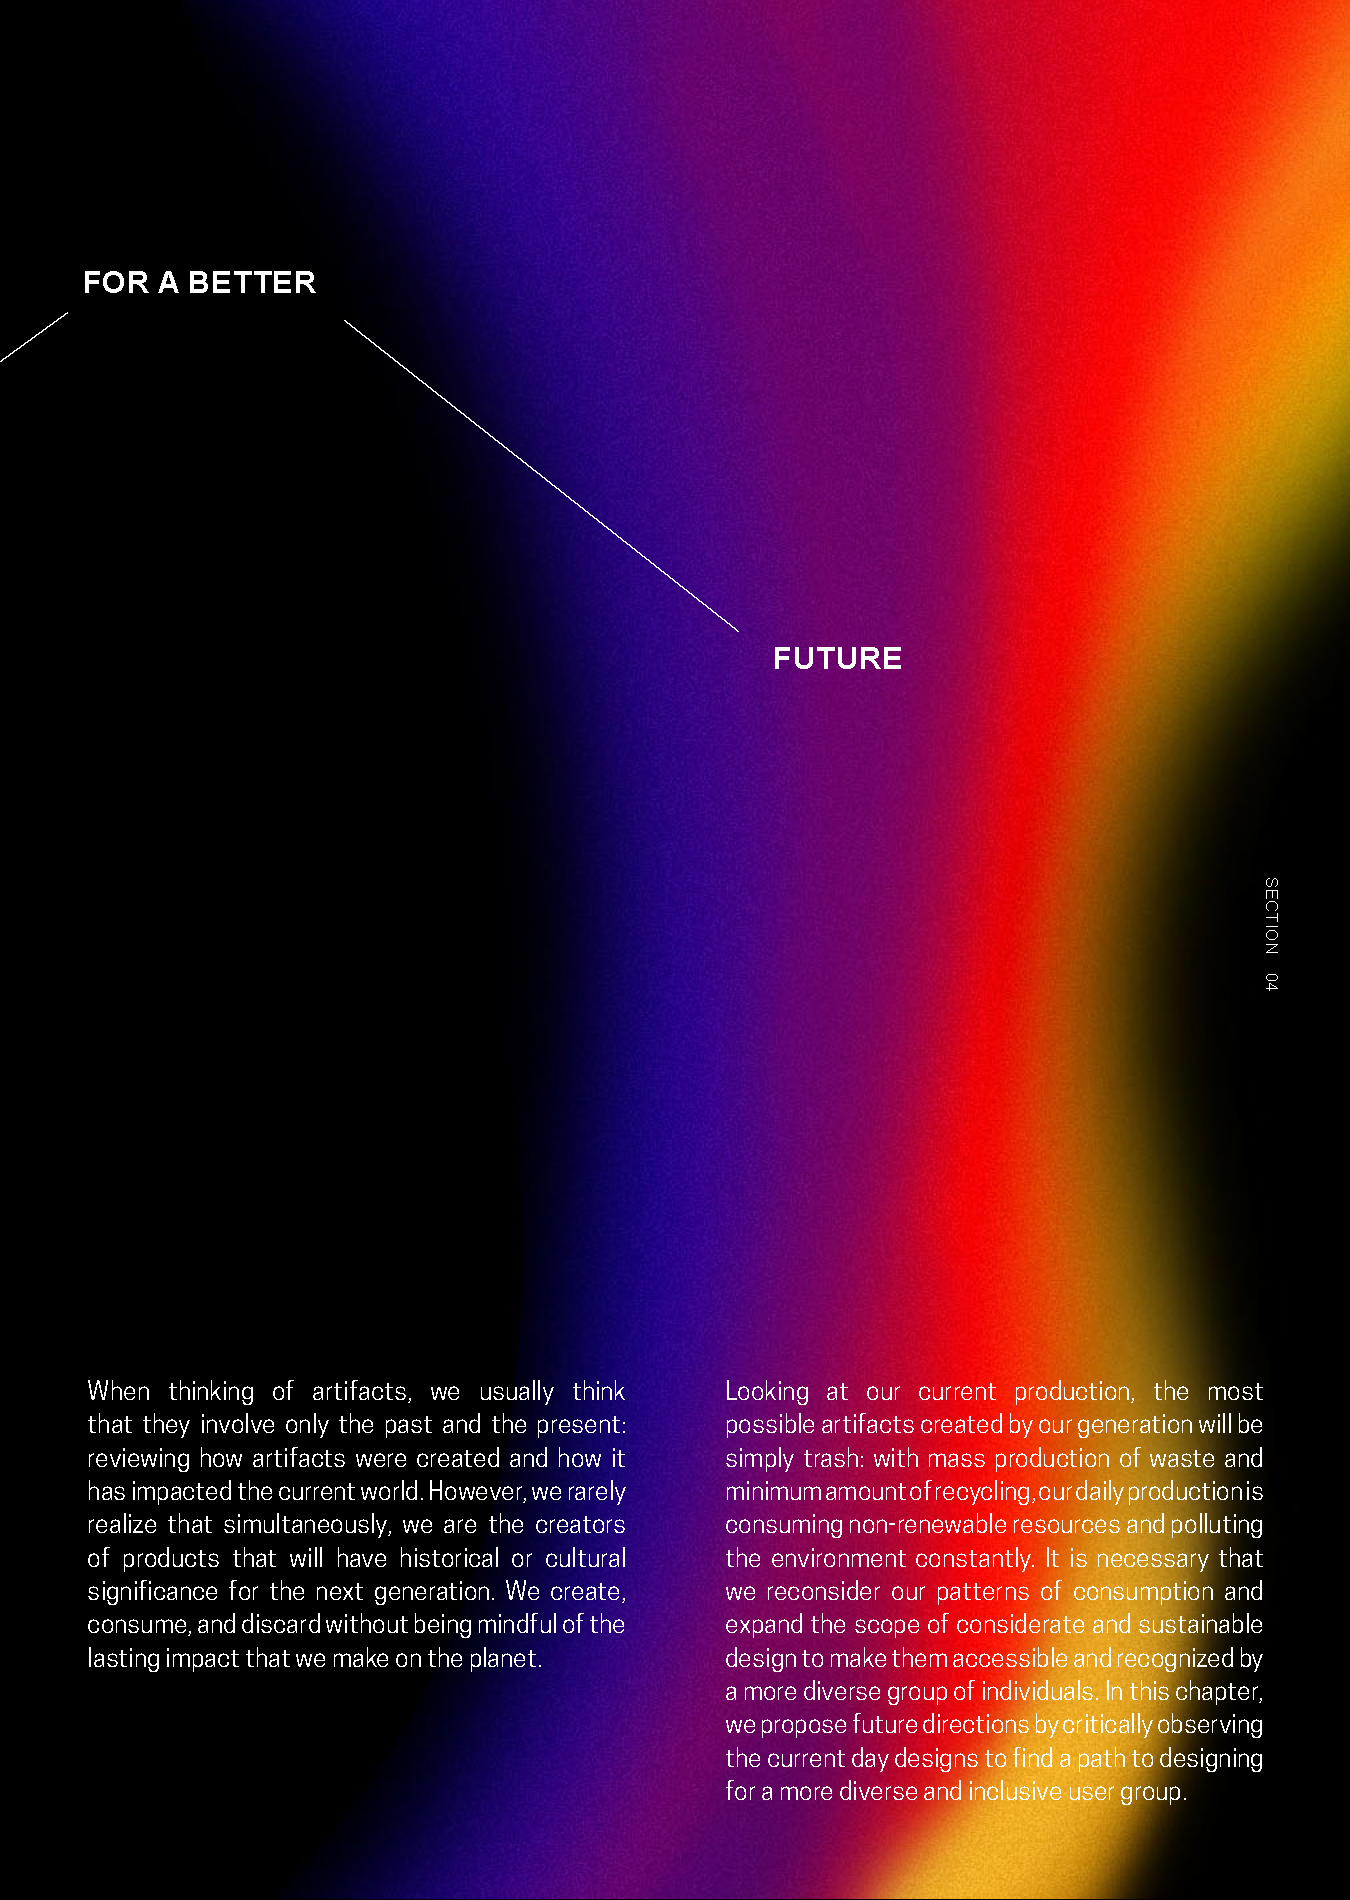 FOR A BETTER
FUTURE
SECTION 04
When thinking of artifacts, we usually think
that they involve only the past and the present:
reviewing how artifacts were created and how it
has impacted the current world. However, we rarely
realize that simultaneously, we are the creators
of products that will have historical or cultural
significance for the next generation. We create,
consume, and discard without being mindful of the
lasting impact that we make on the planet.
Looking at our current production, the most
possible artifacts created by our generation will be
simply trash: with mass production of waste and
minimum amount of recycling, our daily production is
consuming non-renewable resources and polluting
the environment constantly. It is necessary that
we reconsider our patterns of consumption and
expand the scope of considerate and sustainable
design to make them accessible and recognized by
a more diverse group of individuals. In this chapter,
we propose future directions by critically observing
the current day designs to find a path to designing
for a more diverse and inclusive user group.